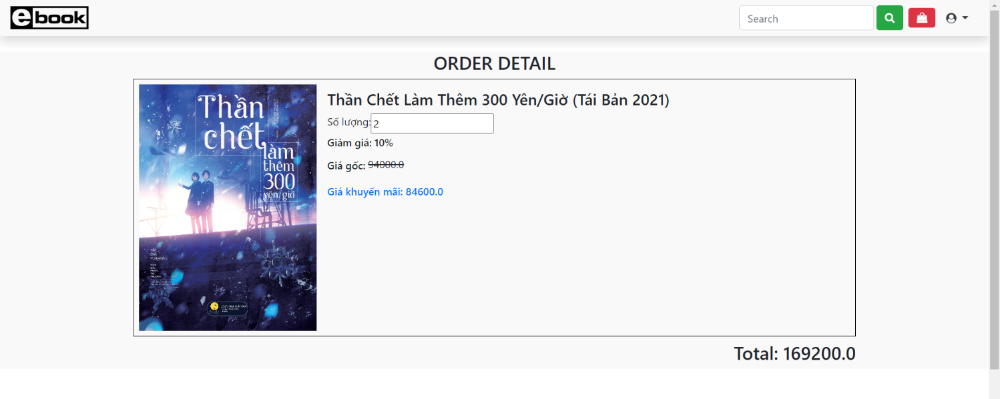 ebook
Search
ORDER DETAIL
Thần
chết
làm
thêm
300
yên/giờ
Thần Chết Làm Thêm 300 Yên/Giờ (Tái Bản 2021)
Số lượng: 2
Giảm giá: 10%
Giá gốc: 94000.0
Giá khuyến mãi: 84600.0
Total: 169200.0